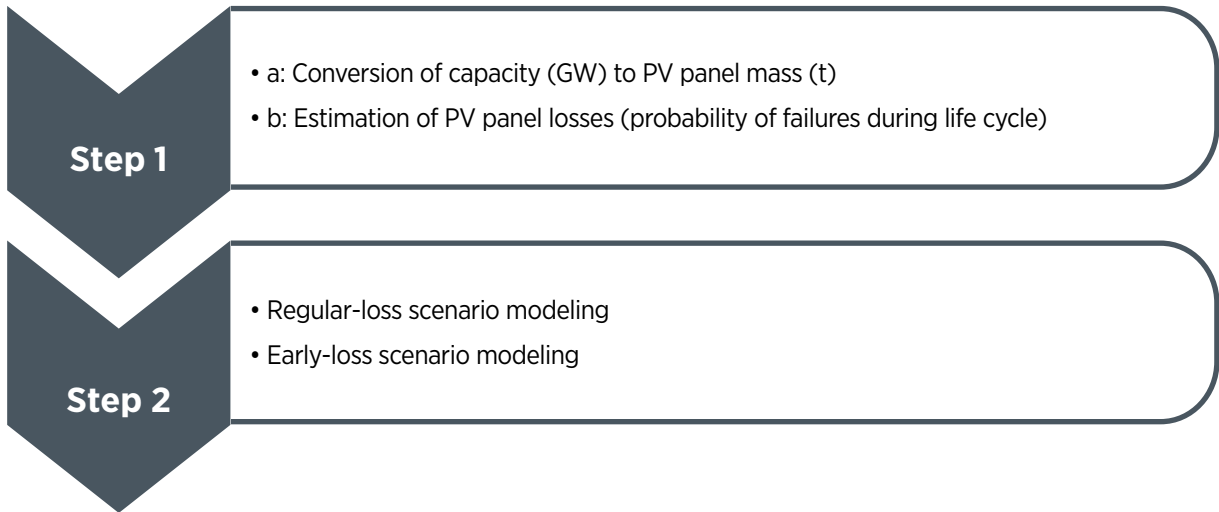 Step 1
• a: Conversion of capacity (GW) to PV panel mass (t)
• b: Estimation of PV panel losses (probability of failures during life cycle)
Step 2
• Regular-loss scenario modeling
• Early-loss scenario modeling